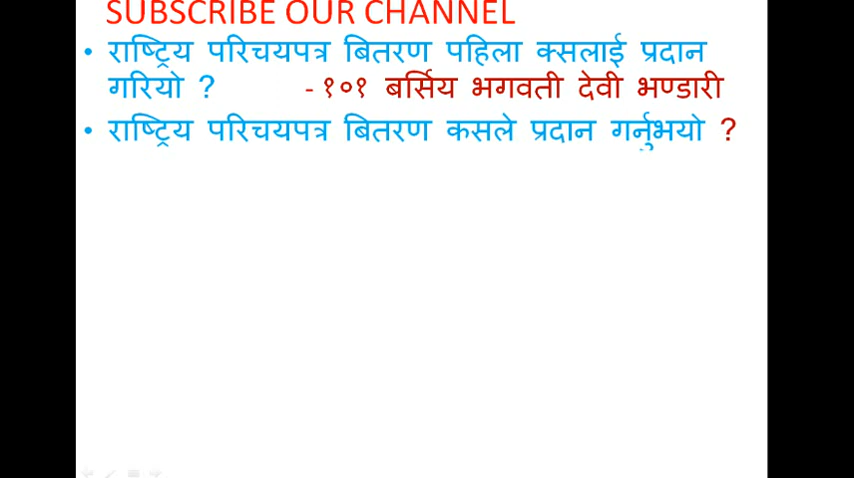 SUBSCRIBE OUR CHANNEL
• राष्ट्रिय परिचयपत्र बितरण पहिला क्सलाई प्रदान
गरियो ? - १०१ बर्सिय भगवती देवी भण्डारी
• राष्ट्रिय परिचयपत्र बितरण कसले प्रदान गर्नुभयो ?